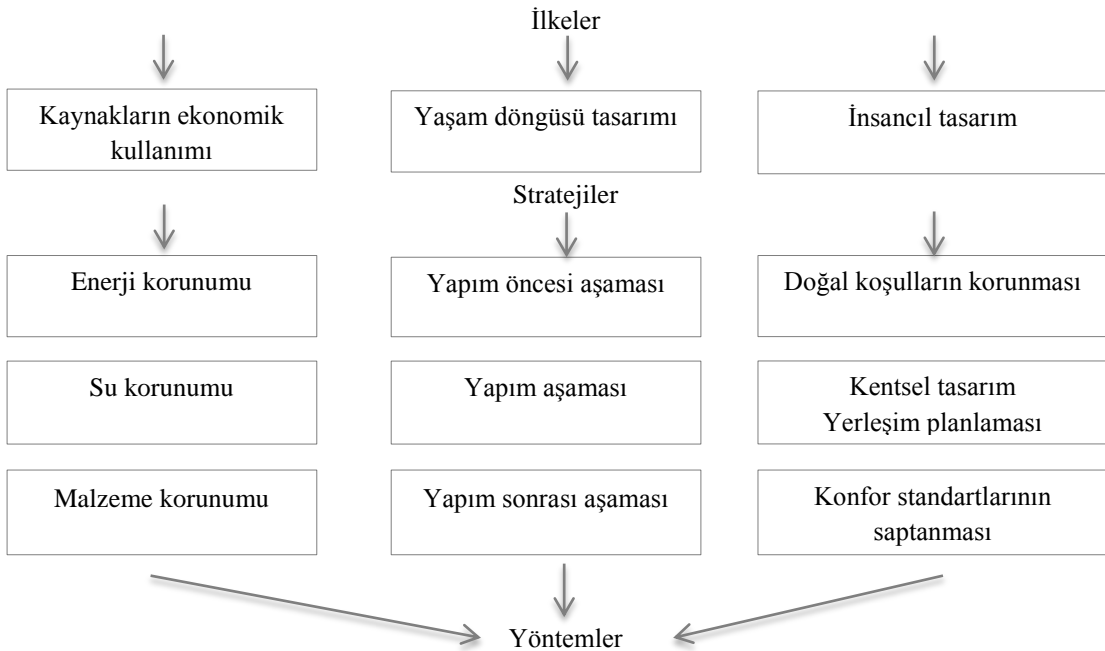 İlkeler
Kaynakların ekonomik
kullanımı
Yaşam döngüsü tasarımı
İnsancıl tasarım
Stratejiler
Enerji korunumu
Yapım öncesi aşaması
Doğal koşulların korunması
Su korunumu
Yapım aşaması
Kentsel tasarım
Yerleşim planlaması
Malzeme korunumu
Yapım sonrası aşaması
Konfor standartlarının
saptanması
Yöntemler